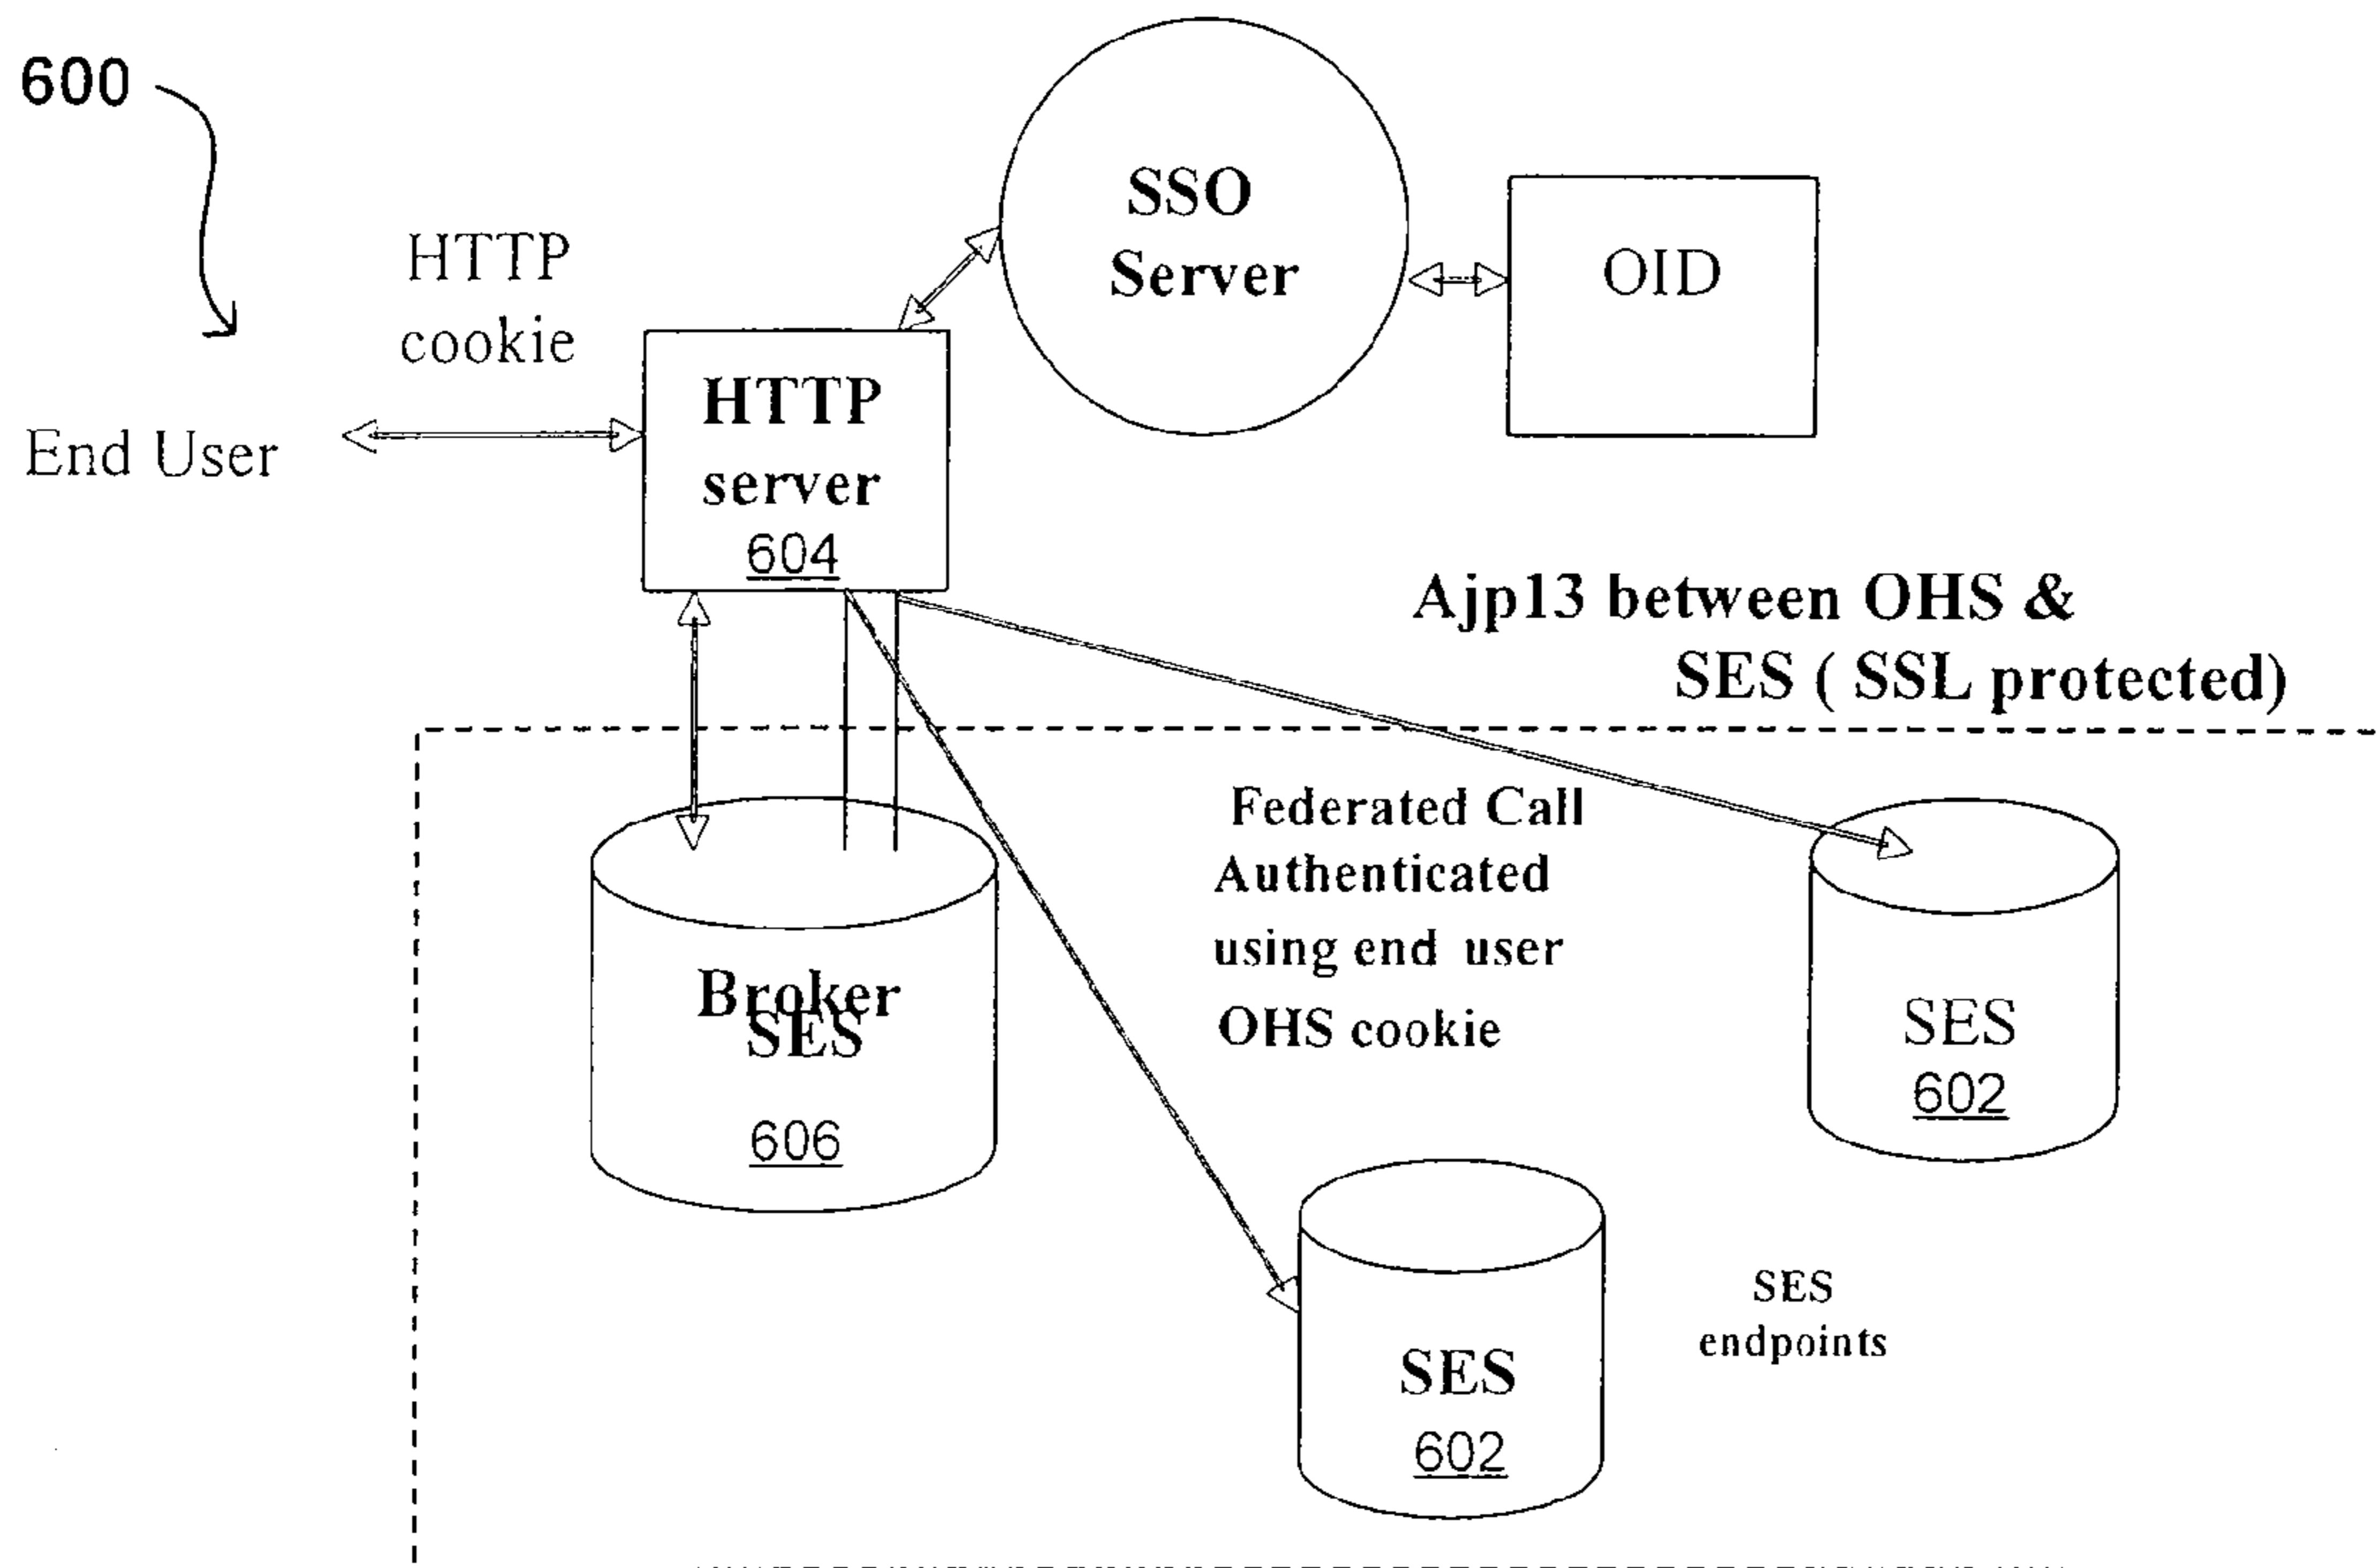 600
HTTP
cookie
End User
SSO
Server
OID
HTTP
server
604
Ajp13 between OHS &
SES ( SSL protected)
Federated Call
Authenticated
using end user
OHS cookie
Broker
SES
606
SES
602
SES
602
SES
endpoints